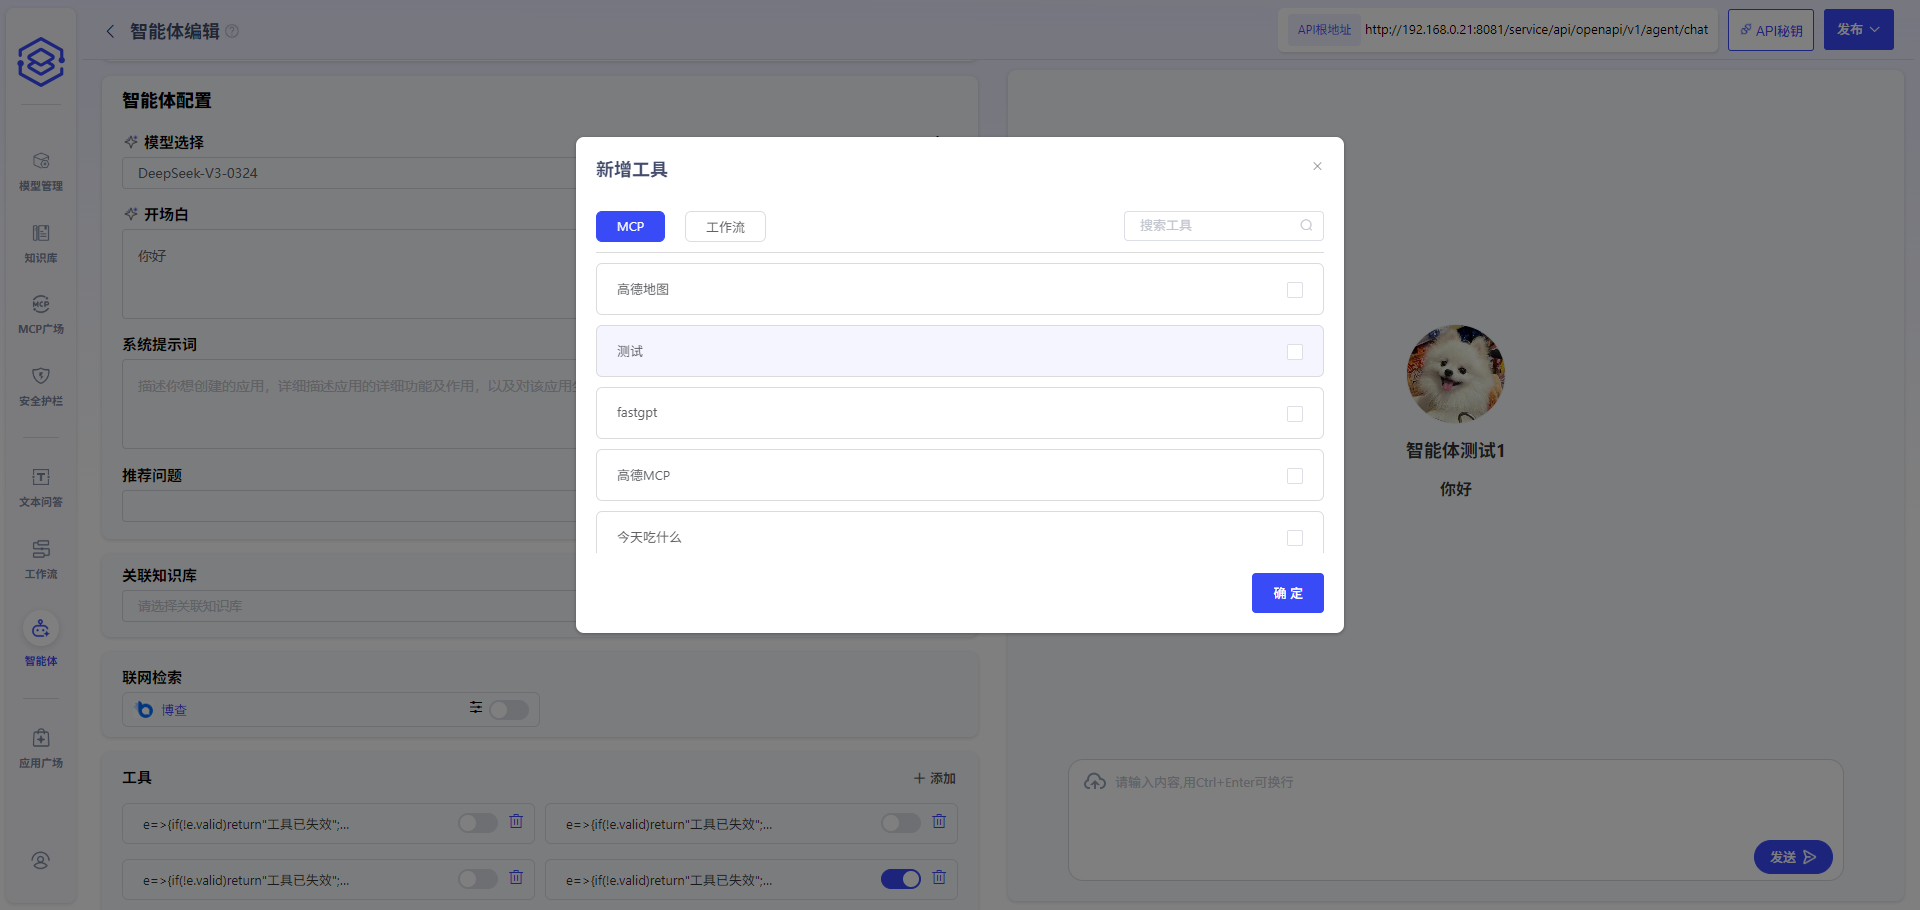 智能体编辑
API根地址 http://192.168.0.21:8081/service/api/openapi/v1/agent/chat
API秘钥
发布
模型管理
知识库
MCP
MCP广场
安全护栏
文本问答
工作流
智能体
应用广场
智能体配置
模型选择
DeepSeek-V3-0324
开场白
你好
系统提示词
描述你想创建的应用，详细描述应用的详细功能及作用，以及对该应用
推荐问题
关联知识库
请选择关联知识库
联网检索
博查
工具
添加
e=>{if(!e.valid)return"工具已失效";...
e=>{if(!e.valid)return"工具已失效";...
e=>{if(!e.valid)return"工具已失效";...
e=>{if(!e.valid)return"工具已失效";...
新增工具
MCP
工作流
搜索工具
高德地图
测试
fastgpt
高德MCP
今天吃什么
确 定
智能体测试1
你好
请输入内容,用Ctrl+Enter可换行
发送